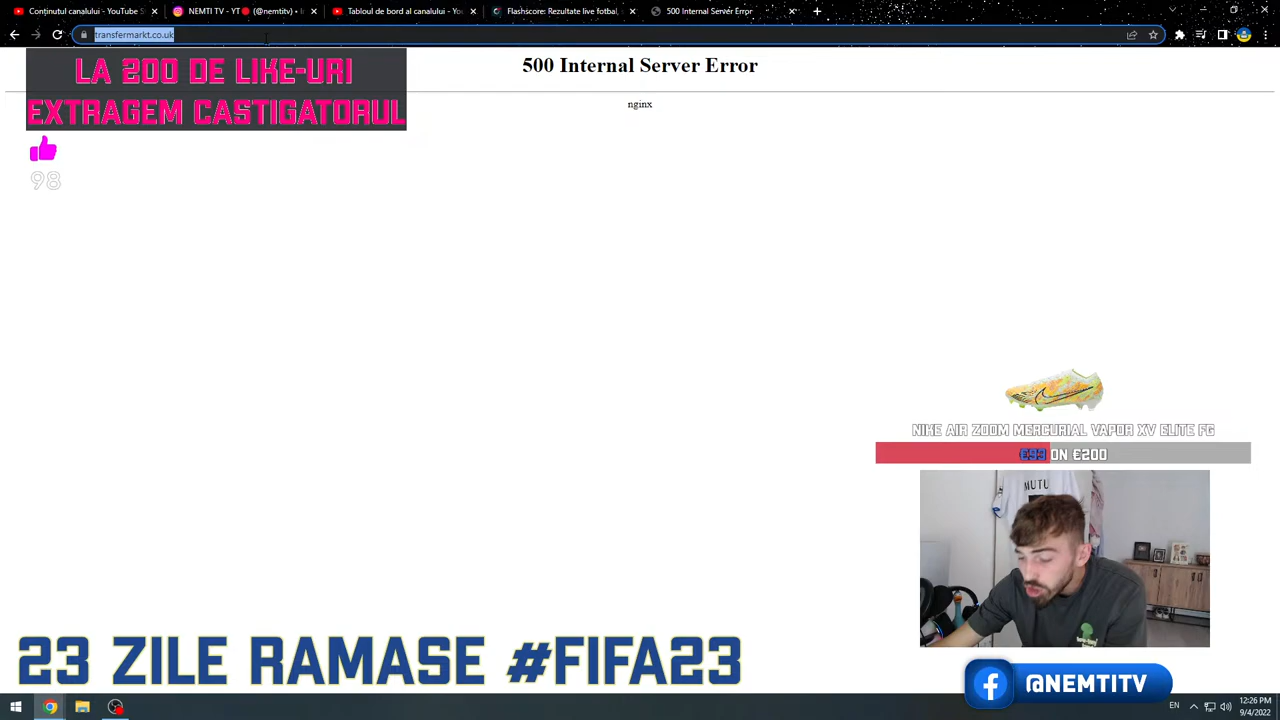 Conținutul canalului - YouTube S
NEMTI TV - YT🔴 (@nemtitv) • I
Tabloul de bord al canalului - You
Flashscore: Rezultate live fotbal,
500 Internal Server Error
transfermarkt.co.uk
500 Internal Server Error
nginx
LA 200 DE LIKE-URI
EXTRAGEM CASTIGATORUL
98
NIKE AIR ZOOM MERCURIAL VAPOR XV ELITE FG
€93 ON €200
MUTU
23 ZILE RAMASE #FIFA23
@NEMTITV
EN
12:26 PM
9/4/2022